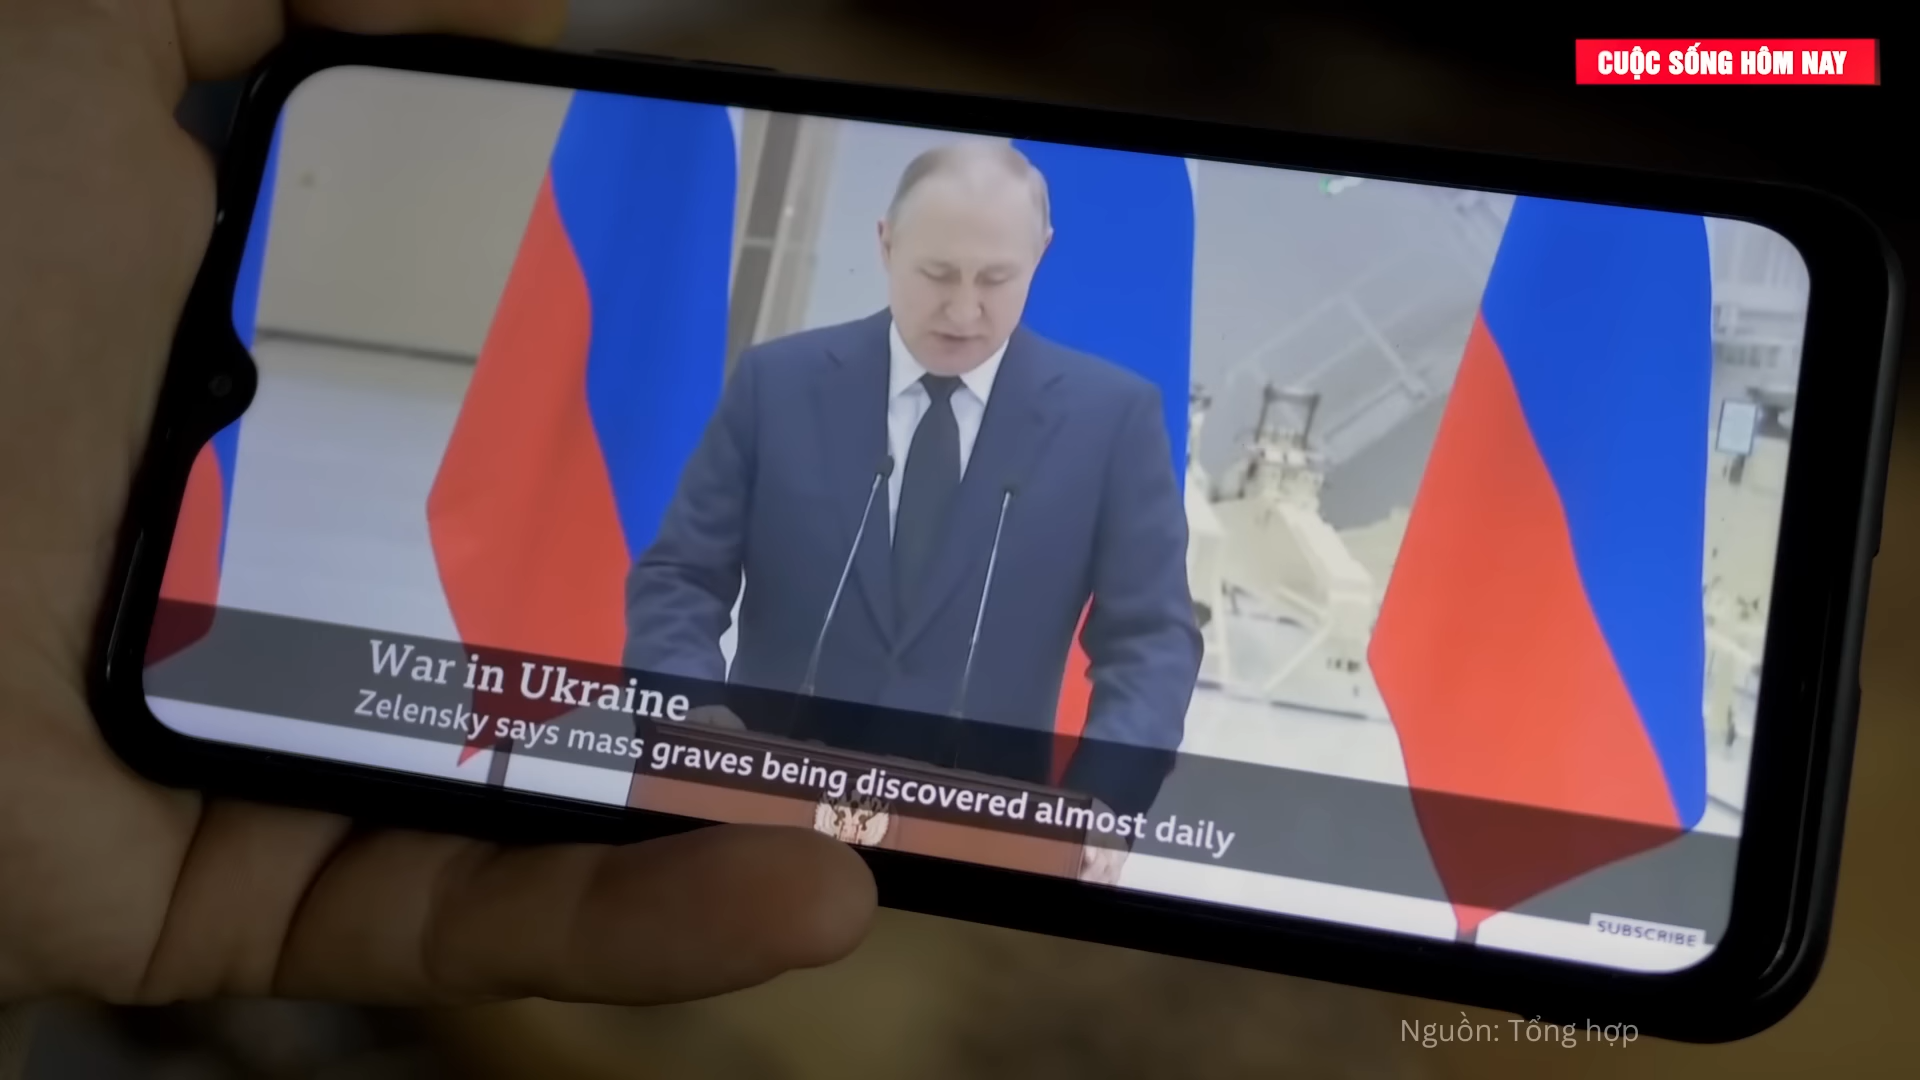 CUỘC SỐNG HÔM NAY
War in Ukraine
Zelensky says mass graves being discovered almost daily
SUBSCRIBE
Nguồn: Tổng hợp